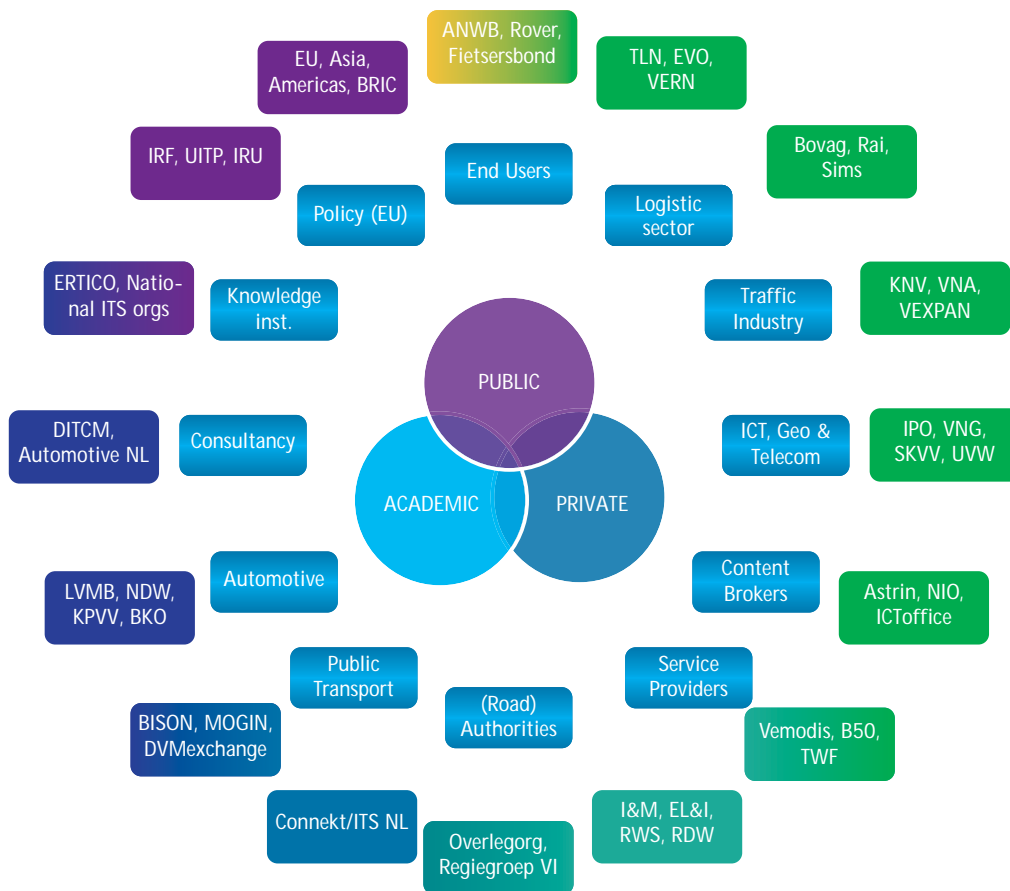 ANWB, Rover,
Fietsersbond
EU, Asia,
Americas, BRIC
TLN, EVO,
VERN
IRF, UITP, IRU
Bovag, Rai,
Sims
End Users
Policy (EU)
Logistic
sector
ERTICO, Natio-
nal ITS orgs
Knowledge
inst.
Traffic
Industry
KNV, VNA,
VEXPAN
PUBLIC
DITCM,
Automotive NL
Consultancy
ICT, Geo &
Telecom
IPO, VNG,
SKVV, UVW
ACADEMIC
PRIVATE
LVMB, NDW,
KPVV, BKO
Automotive
Content
Brokers
Astrin, NIO,
ICToffice
Public
Transport
Service
Providers
(Road)
Authorities
BISON, MOGIN,
DVMexchange
Vemodis, B50,
TWF
Connekt/ITS NL
I&M, EL&I,
RWS, RDW
Overlegorg,
Regiegroep VI